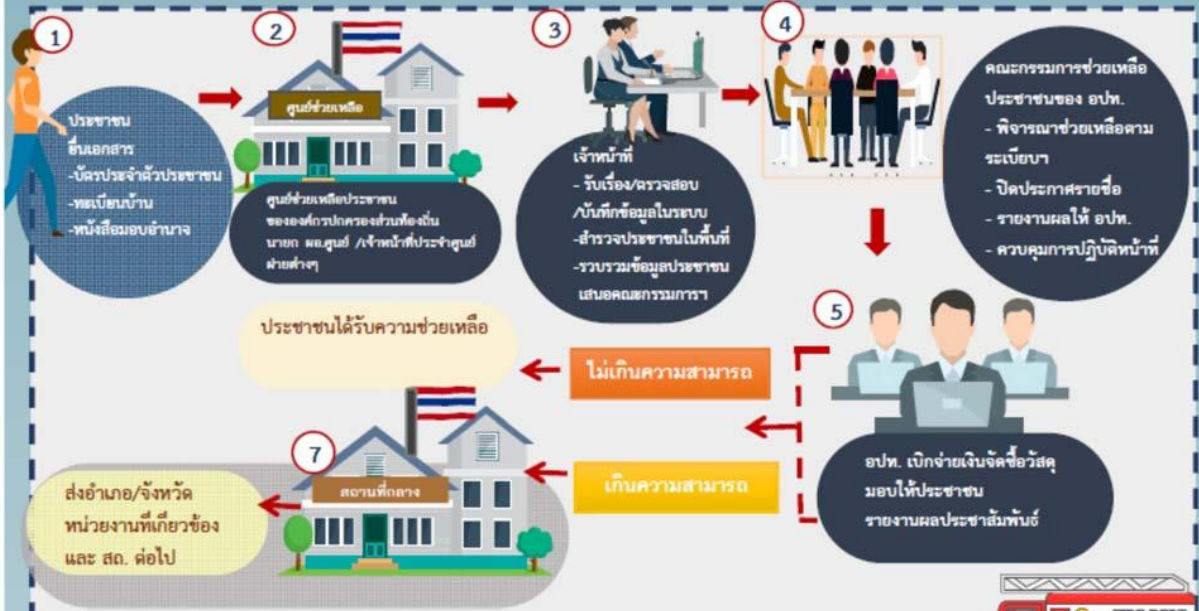 1
ประชาชน
ยื่นเอกสาร
-บัตรประจำตัวประชาชน
-ทะเบียนบ้าน
-หนังสือมอบอำนาจ
2
ศูนย์ช่วยเหลือ
ศูนย์ช่วยเหลือประชาชน
ขององค์กรปกครองส่วนท้องถิ่น
นายก ผอ.ศูนย์ /เจ้าหน้าที่ประจำศูนย์
ฝ่ายต่างๆ
3
เจ้าหน้าที่
- รับเรื่อง/ตรวจสอบ
/บันทึกข้อมูลในระบบ
-สำรวจประชาชนในพื้นที่
-รวบรวมข้อมูลประชาชน
เสนอคณะกรรมการฯ
4
คณะกรรมการช่วยเหลือ
ประชาชนของ อปท.
- พิจารณาช่วยเหลือตาม
ระเบียบฯ
- ปิดประกาศรายชื่อ
- รายงานผลให้ อปท.
- ควบคุมการปฏิบัติหน้าที่
5
อปท. เบิกจ่ายเงินจัดซื้อวัสดุ
มอบให้ประชาชน
รายงานผลประชาสัมพันธ์
ไม่เกินความสามารถ
ประชาชนได้รับความช่วยเหลือ
เกินความสามารถ
7
สถานที่กลาง
ส่งอำเภอ/จังหวัด
หน่วยงานที่เกี่ยวข้อง
และ สถ. ต่อไป